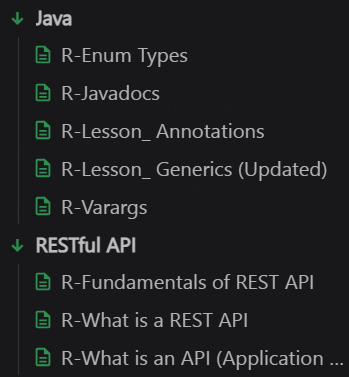 Java
R-Enum Types
R-Javadocs
R-Lesson_ Annotations
R-Lesson_ Generics (Updated)
R-Varargs
RESTful API
R-Fundamentals of REST API
R-What is a REST API
R-What is an API (Application ...